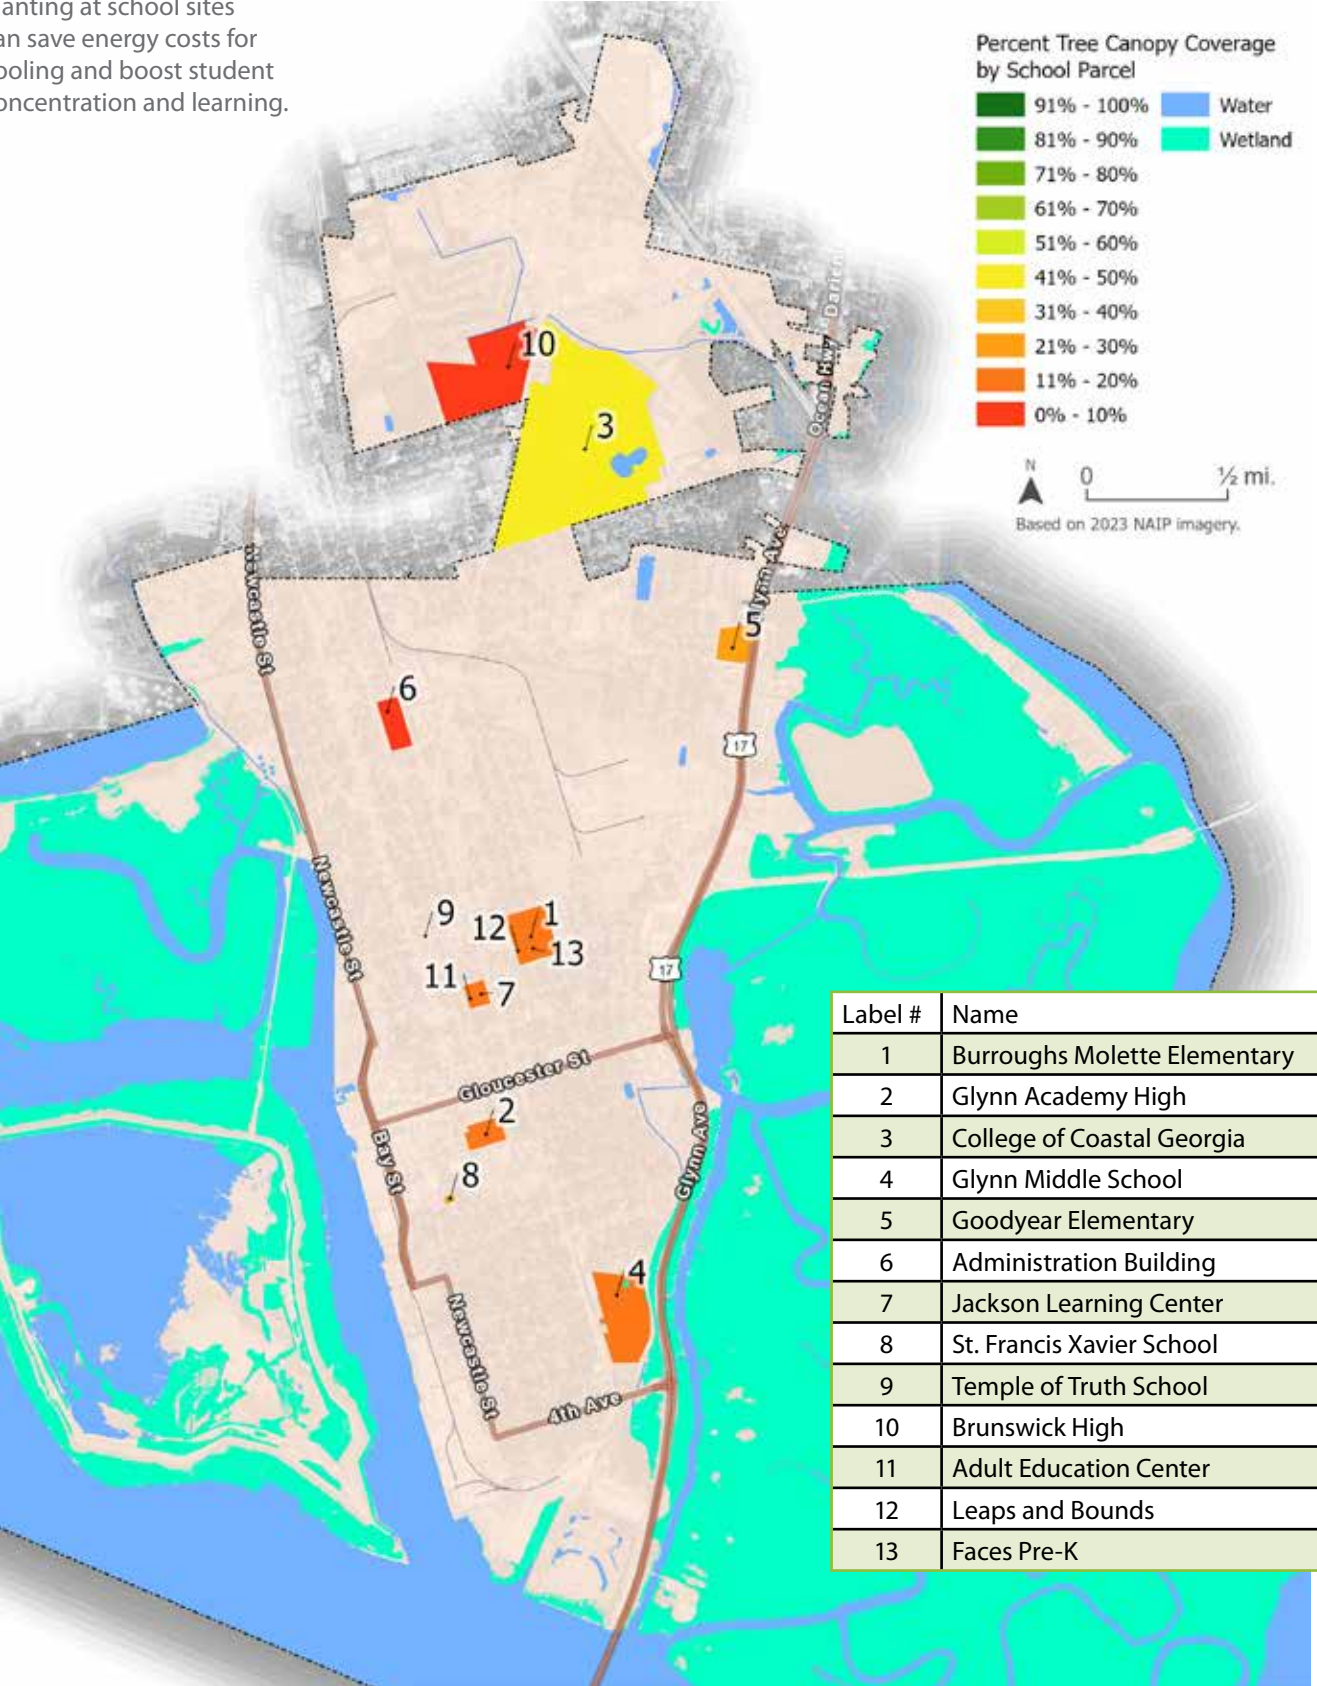 anting at school sites
an save energy costs for
ooling and boost student
oncentration and learning.
Percent Tree Canopy Coverage
by School Parcel
91% - 100% Water
81% - 90% Wetland
71% - 80%
61% - 70%
51% - 60%
41% - 50%
31% - 40%
21% - 30%
11% - 20%
0% - 10%
N
0 ½ mi.
Based on 2023 NAIP imagery.
Darien
Ocean Hwy
10
3
Newcastle St
Glynn Ave
5
6
17
Newcastle St
9
12
1
13
11
7
17
Gloucester St
2
Bay St
8
Glynn Ave
4
Newcastle St
4th Ave
Label # Name
1 Burroughs Molette Elementary
2 Glynn Academy High
3 College of Coastal Georgia
4 Glynn Middle School
5 Goodyear Elementary
6 Administration Building
7 Jackson Learning Center
8 St. Francis Xavier School
9 Temple of Truth School
10 Brunswick High
11 Adult Education Center
12 Leaps and Bounds
13 Faces Pre-K